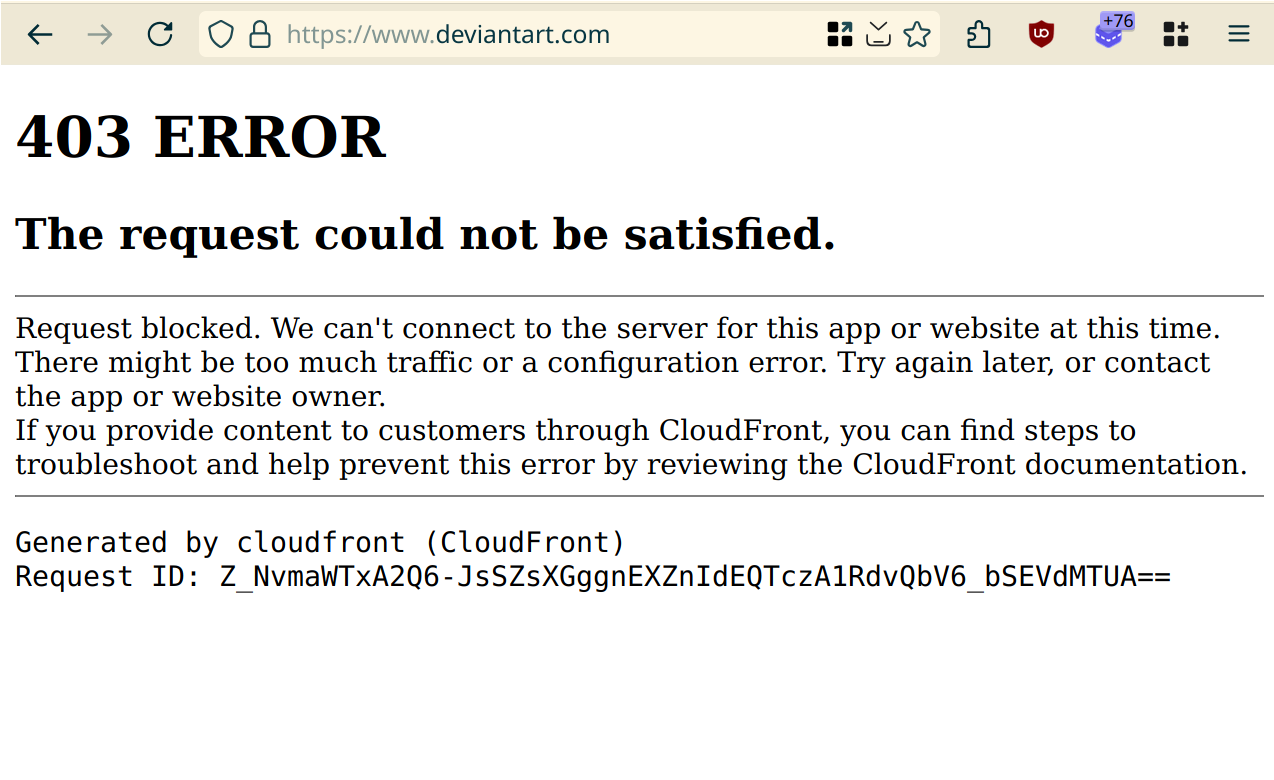 https://www.deviantart.com
+76
403 ERROR
The request could not be satisfied.
Request blocked. We can't connect to the server for this app or website at this time.
There might be too much traffic or a configuration error. Try again later, or contact
the app or website owner.
If you provide content to customers through CloudFront, you can find steps to
troubleshoot and help prevent this error by reviewing the CloudFront documentation.
Generated by cloudfront (CloudFront)
Request ID: Z_NvmaWTxA2Q6-JsSZsXGggnEXZnIdEQTczA1RdvQbV6_bSEVdMTUA==